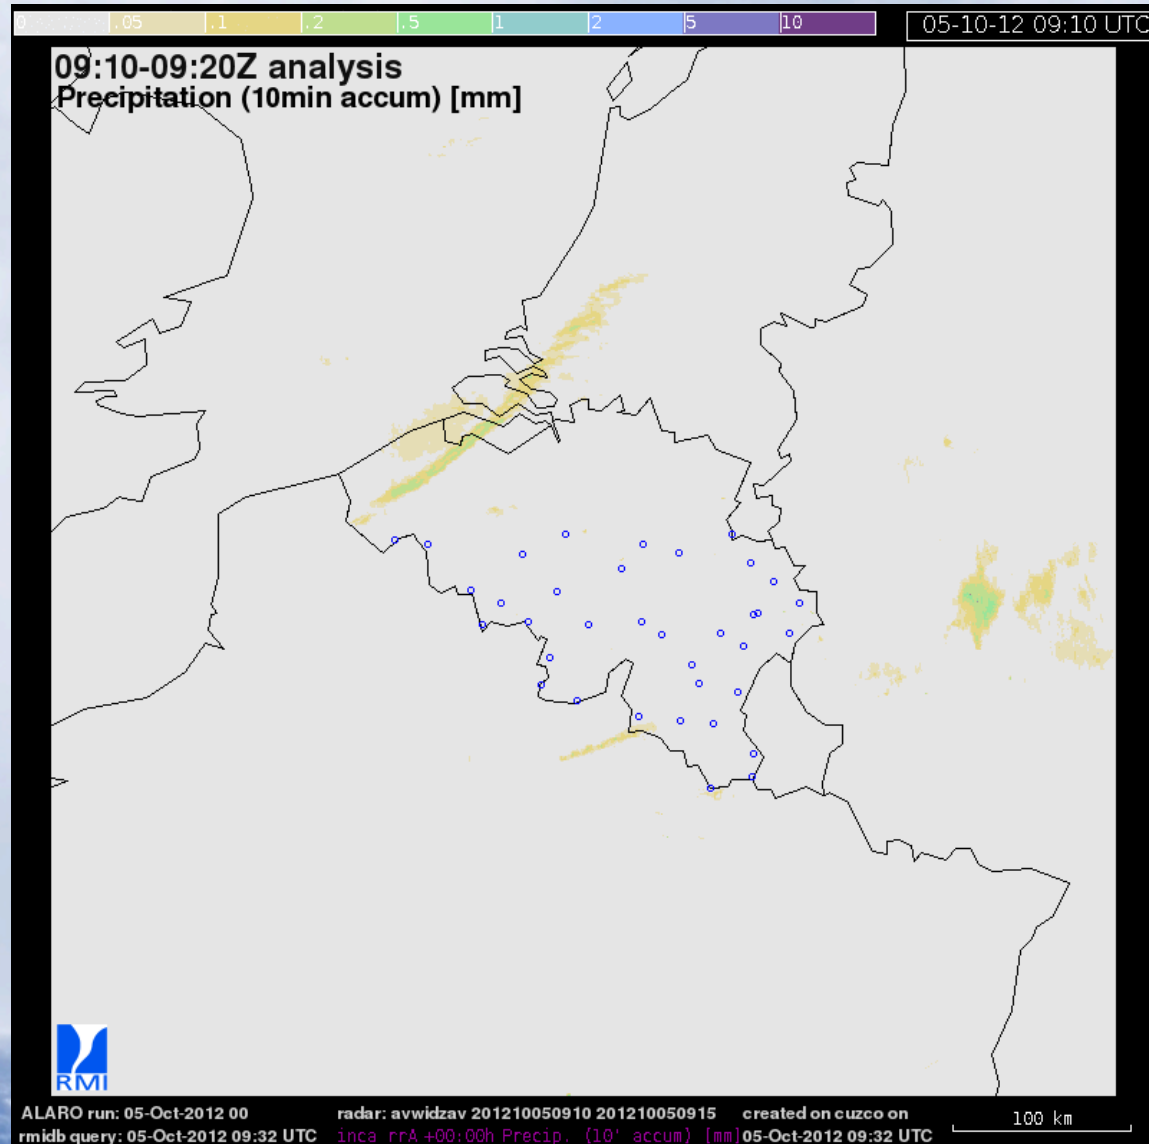 0 .05 .1 .2 .5 1 2 5 10 05-10-12 09:10 UTC
09:10-09:20Z analysis
Precipitation (10min accum) [mm]
RMI
ALARO run: 05-Oct-2012 00 radar: avwidzav 201210050910 201210050915 created on cuzco on 100 km
rmidb query: 05-Oct-2012 09:32 UTC inca rrA +00:00h Precip. (10' accum) [mm] 05-Oct-2012 09:32 UTC